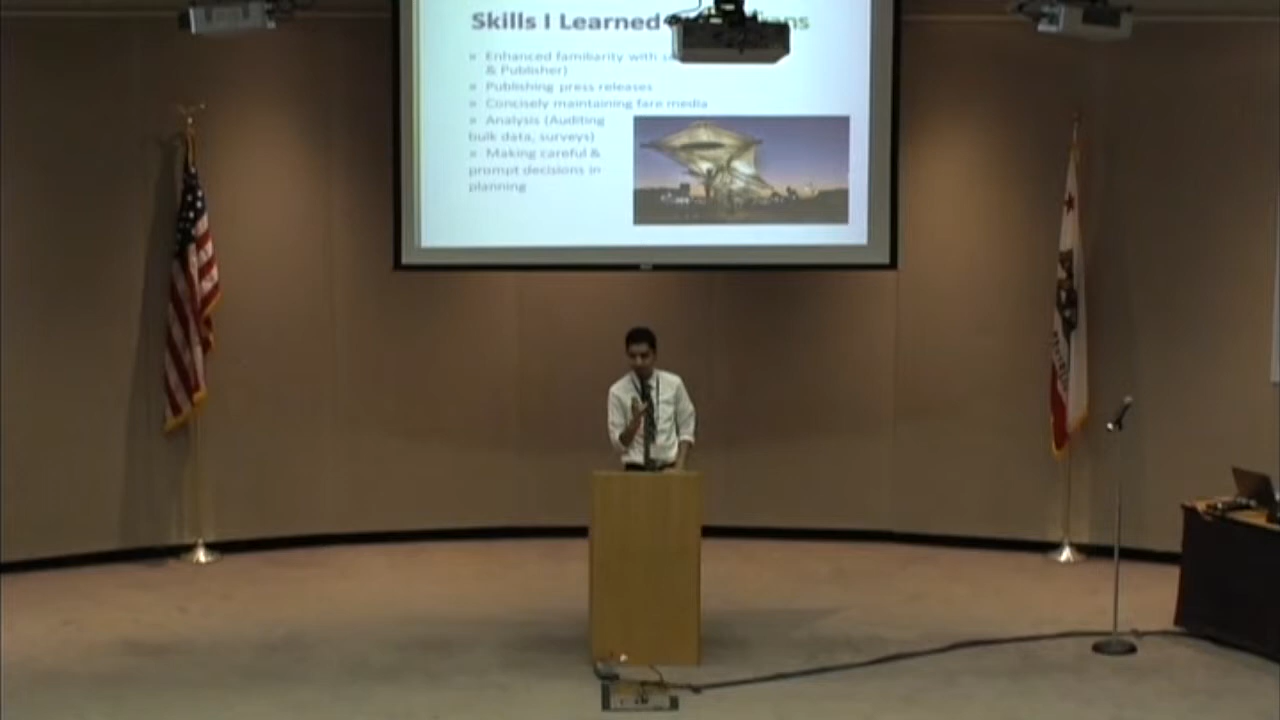 Skills I Learned
» Enhanced familiarity with
& Publisher)
» Publishing press releases
» Concisely maintaining fare media
» Analysis (Auditing
bulk data, surveys)
» Making careful &
prompt decisions in
planning